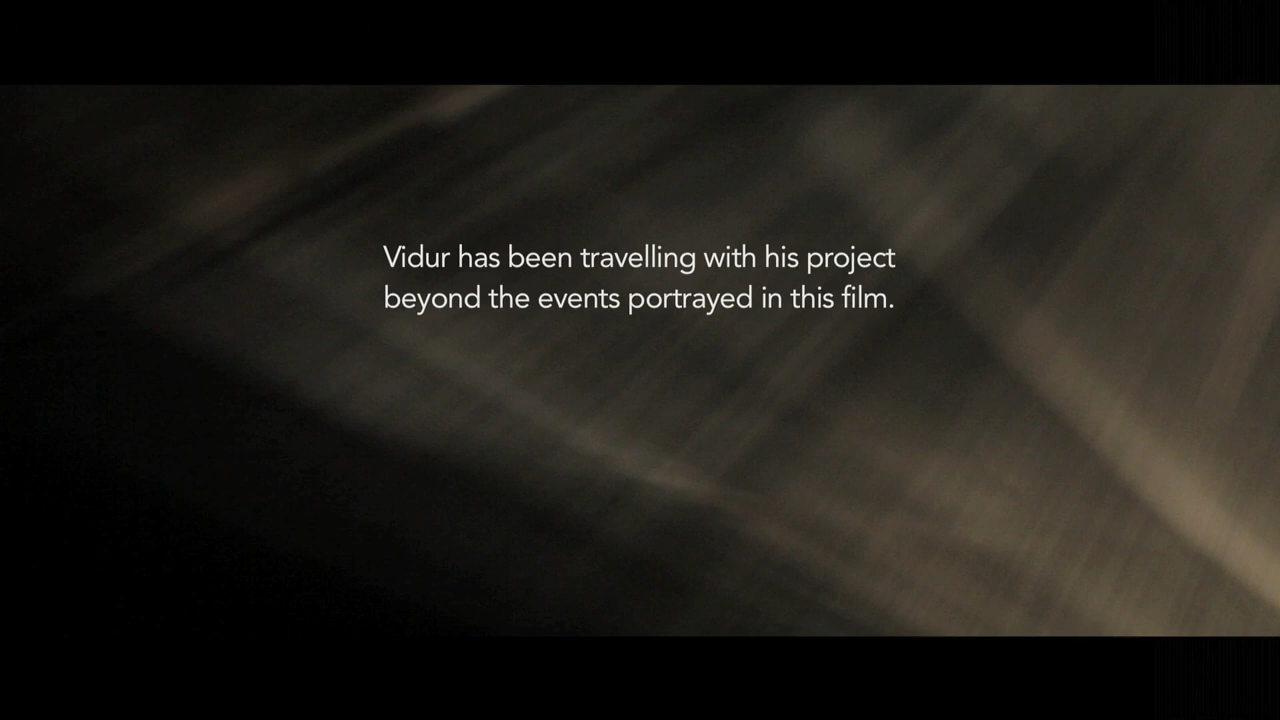 Vidur has been travelling with his project
beyond the events portrayed in this film.